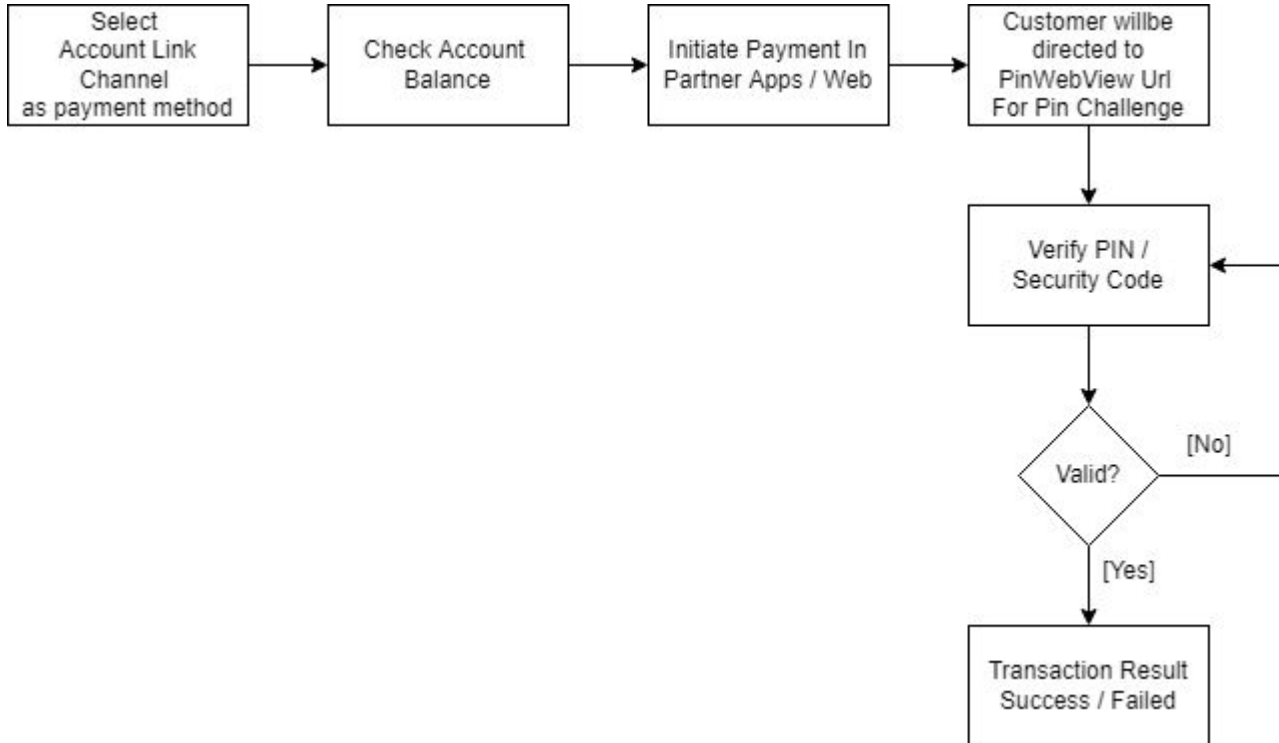 Select
Account Link
Channel
as payment method
Check Account
Balance
Initiate Payment In
Partner Apps / Web
Customer willbe
directed to
PinWebView Url
For Pin Challenge
Verify PIN /
Security Code
Valid?
[No]
[Yes]
Transaction Result
Success / Failed